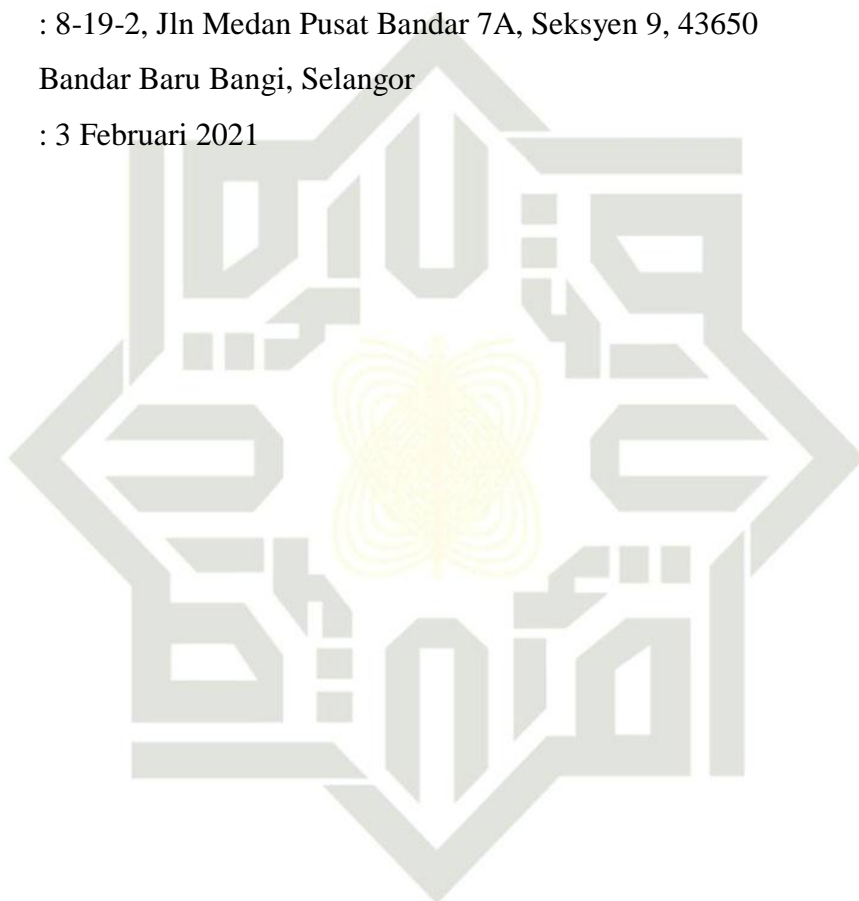 : 8-19-2, Jln Medan Pusat Bandar 7A, Seksyen 9, 43650
Bandar Baru Bangi, Selangor
: 3 Februari 2021